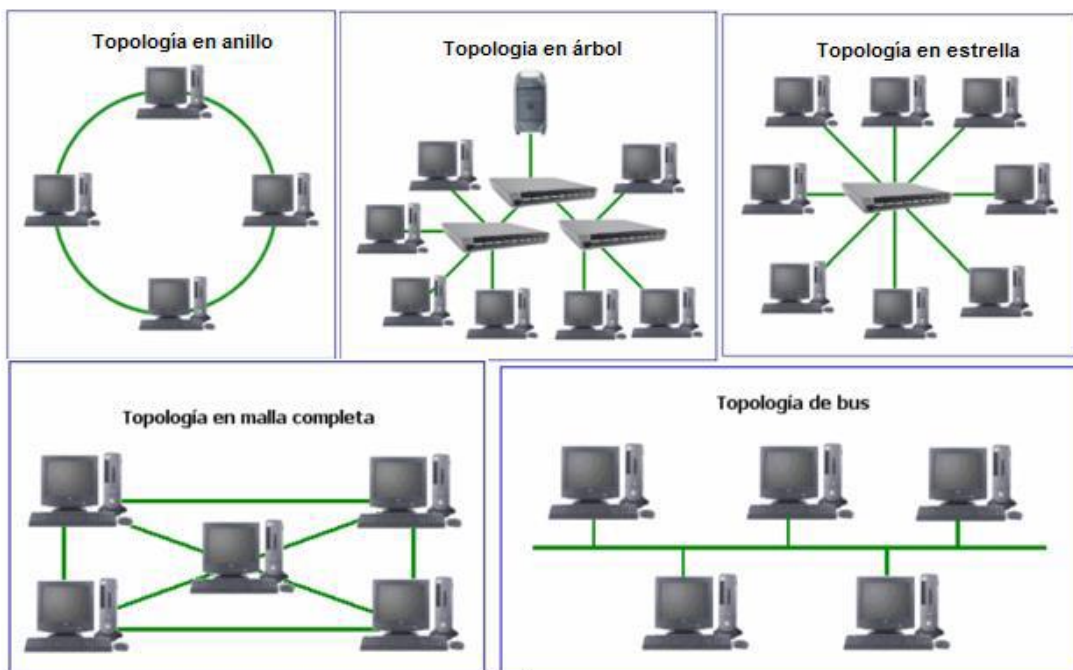 Topología en anillo
Topologia en árbol
Topología en estrella
Topología en malla completa
Topología de bus